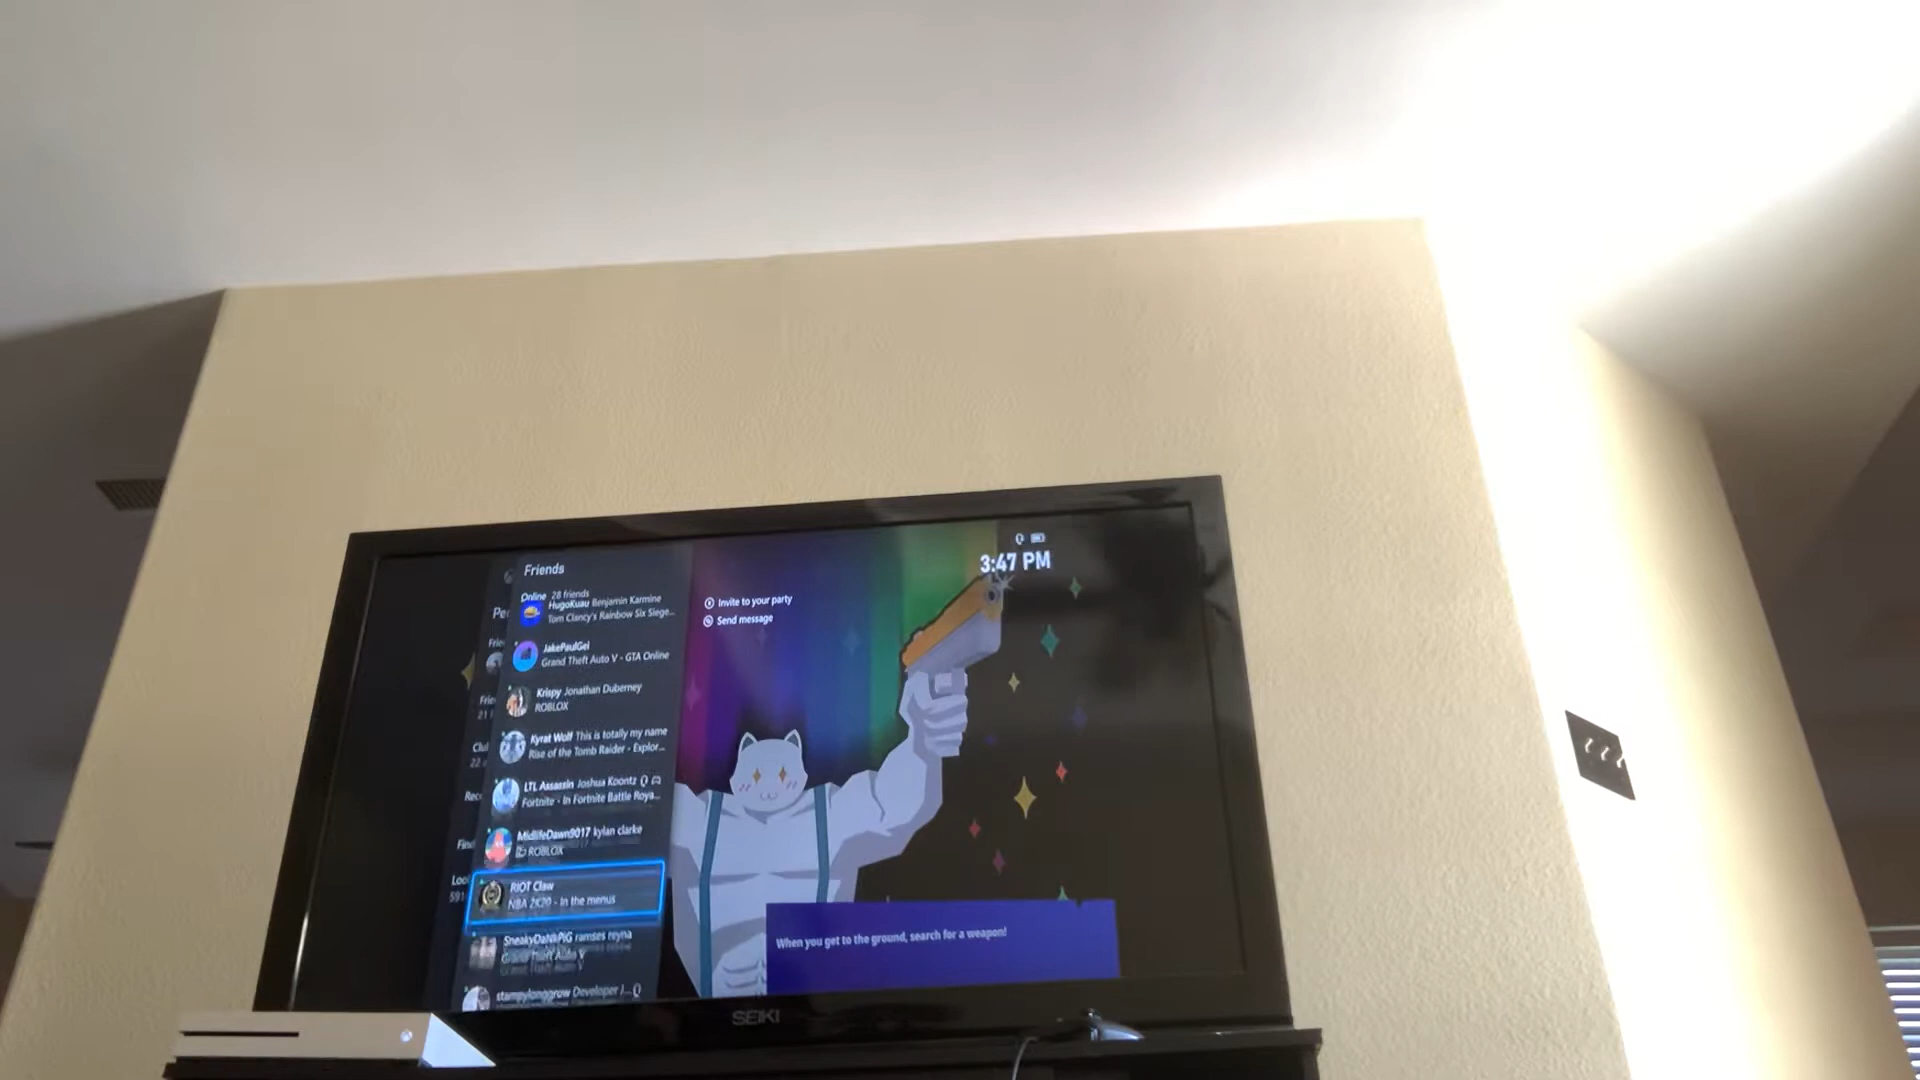 3:47 PM
Friends
Online 28 friends
HugoKuau Benjamin Karmine
Tom Clancy's Rainbow Six Siege...
JakePaulGel
Grand Theft Auto V - GTA Online
Krispy Jonathan Duberney
ROBLOX
Kyrat Wolf This is totally my name
Rise of the Tomb Raider - Explor...
LTL Assassin Joshua Koontz
Fortnite - In Fortnite Battle Roya...
MidlifeDawn9017 kylan clarke
ROBLOX
RIOT Claw
NBA 2K20 - In the menus
SneakyDaNkPiG ramses reyna
Grand Theft Auto V
stampylonggrow Developer J...
Invite to your party
Send message
When you get to the ground, search for a weapon!
SEIKI